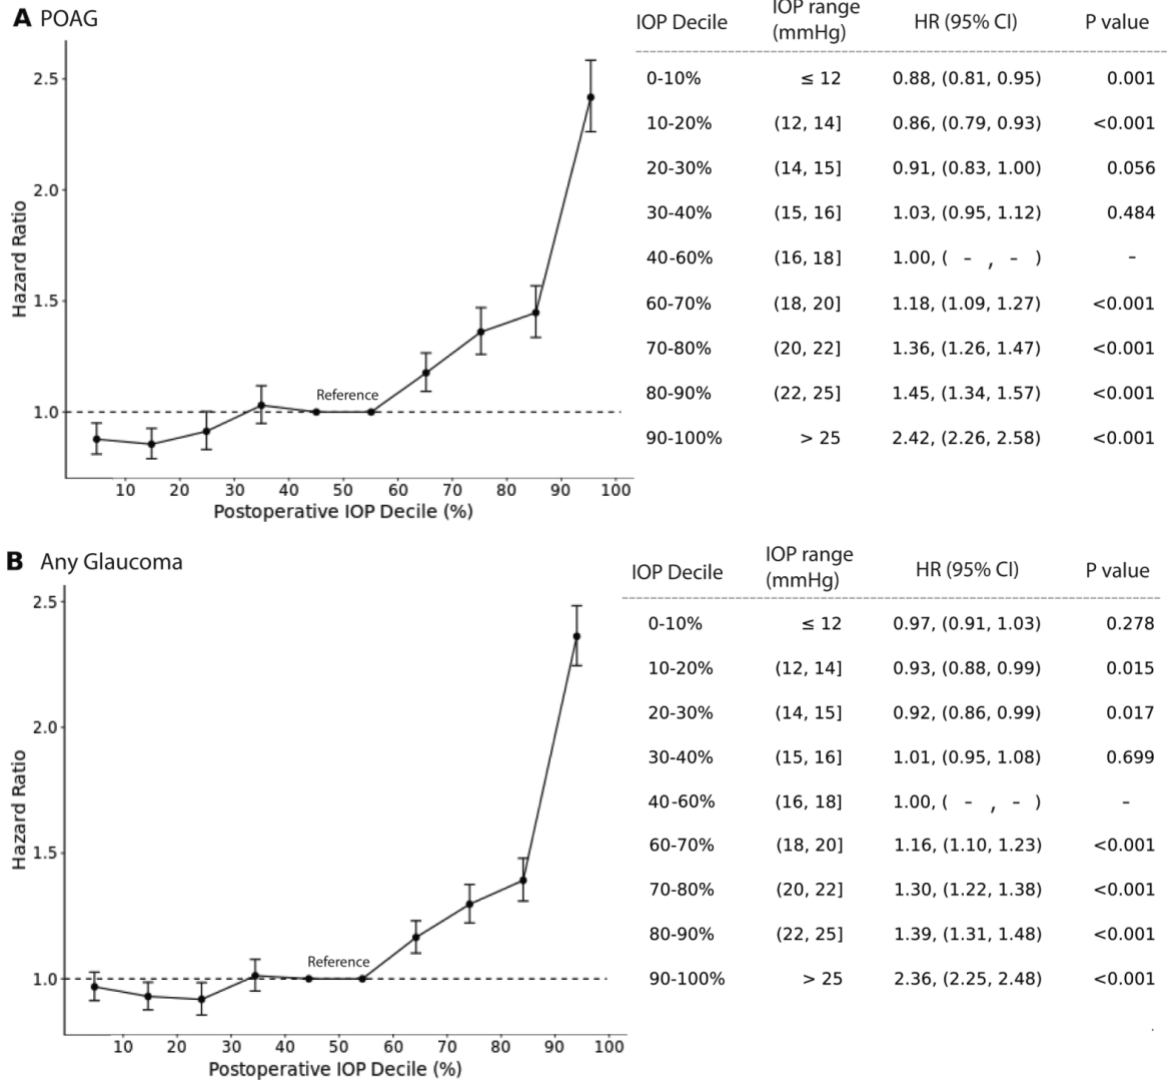 A POAG
2.5
2.0
1.5
1.0
Hazard Ratio
Reference
10 20 30 40 50 60 70 80 90 100
Postoperative IOP Decile (%)
IOP Decile IOP range (mmHg) HR (95% CI) P value
0-10% ≤ 12 0.88, (0.81, 0.95) 0.001
10-20% (12, 14] 0.86, (0.79, 0.93) <0.001
20-30% (14, 15] 0.91, (0.83, 1.00) 0.056
30-40% (15, 16] 1.03, (0.95, 1.12) 0.484
40-60% (16, 18] 1.00, ( - , - ) -
60-70% (18, 20] 1.18, (1.09, 1.27) <0.001
70-80% (20, 22] 1.36, (1.26, 1.47) <0.001
80-90% (22, 25] 1.45, (1.34, 1.57) <0.001
90-100% > 25 2.42, (2.26, 2.58) <0.001
B Any Glaucoma
2.5
2.0
1.5
1.0
Hazard Ratio
Reference
10 20 30 40 50 60 70 80 90 100
Postoperative IOP Decile (%)
IOP Decile IOP range (mmHg) HR (95% CI) P value
0-10% ≤ 12 0.97, (0.91, 1.03) 0.278
10-20% (12, 14] 0.93, (0.88, 0.99) 0.015
20-30% (14, 15] 0.92, (0.86, 0.99) 0.017
30-40% (15, 16] 1.01, (0.95, 1.08) 0.699
40-60% (16, 18] 1.00, ( - , - ) -
60-70% (18, 20] 1.16, (1.10, 1.23) <0.001
70-80% (20, 22] 1.30, (1.22, 1.38) <0.001
80-90% (22, 25] 1.39, (1.31, 1.48) <0.001
90-100% > 25 2.36, (2.25, 2.48) <0.001